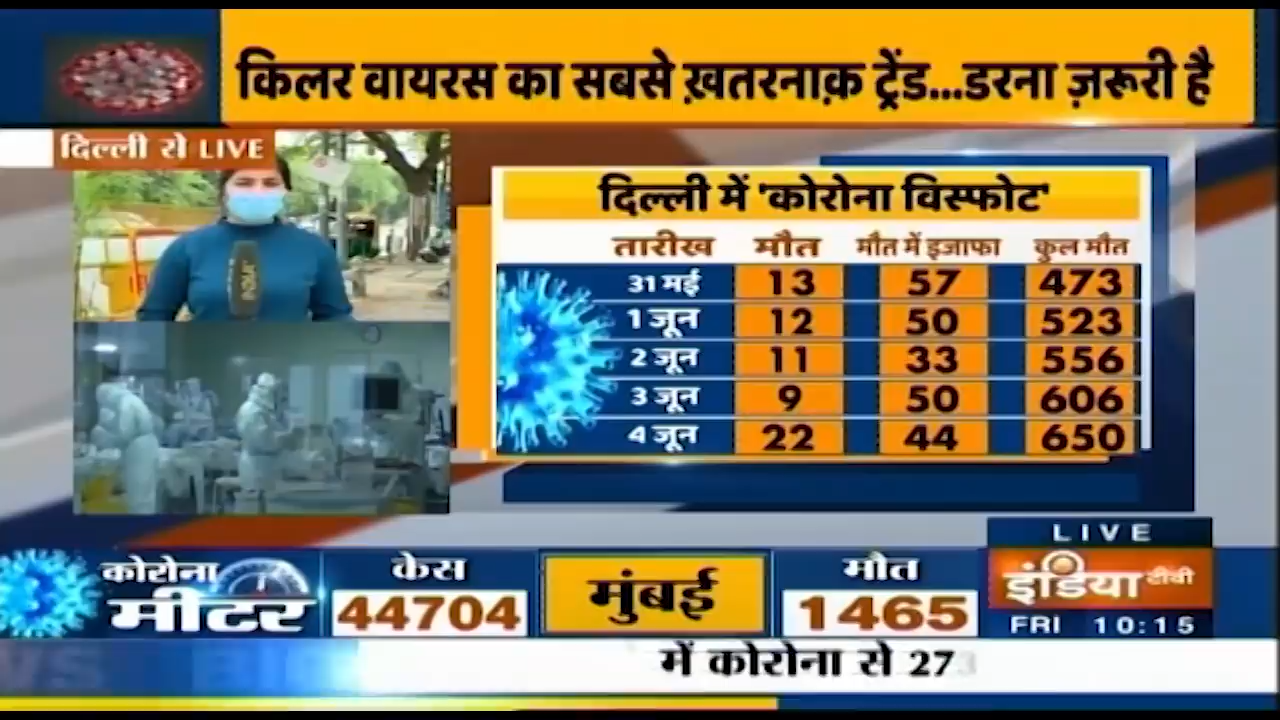 किलर वायरस का सबसे ख़तरनाक़ ट्रेंड...डरना ज़रूरी है
दिल्ली से LIVE
दिल्ली में 'कोरोना विस्फोट'
तारीख मौत मौत में इजाफा कुल मौत
31 मई 13 57 473
1 जून 12 50 523
2 जून 11 33 556
3 जून 9 50 606
4 जून 22 44 650
कोरोना मीटर
केस
44704
मुंबई
मौत
1465
LIVE
इंडिया टीवी
FRI 10:15
में कोरोना से 27